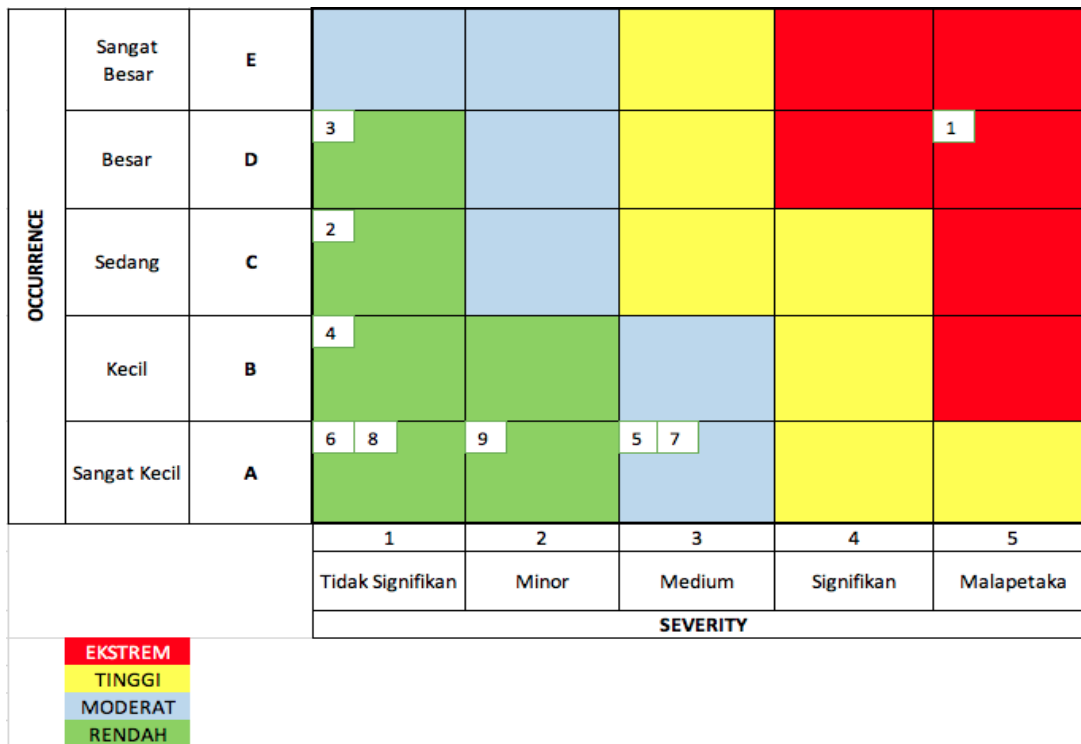 OCCURRENCE
Sangat
Besar
E
Besar
D
3
1
Sedang
C
2
Kecil
B
4
Sangat Kecil
A
6 8 9 5 7
1 2 3 4 5
Tidak Signifikan Minor Medium Signifikan Malapetaka
SEVERITY
EKSTREM
TINGGI
MODERAT
RENDAH